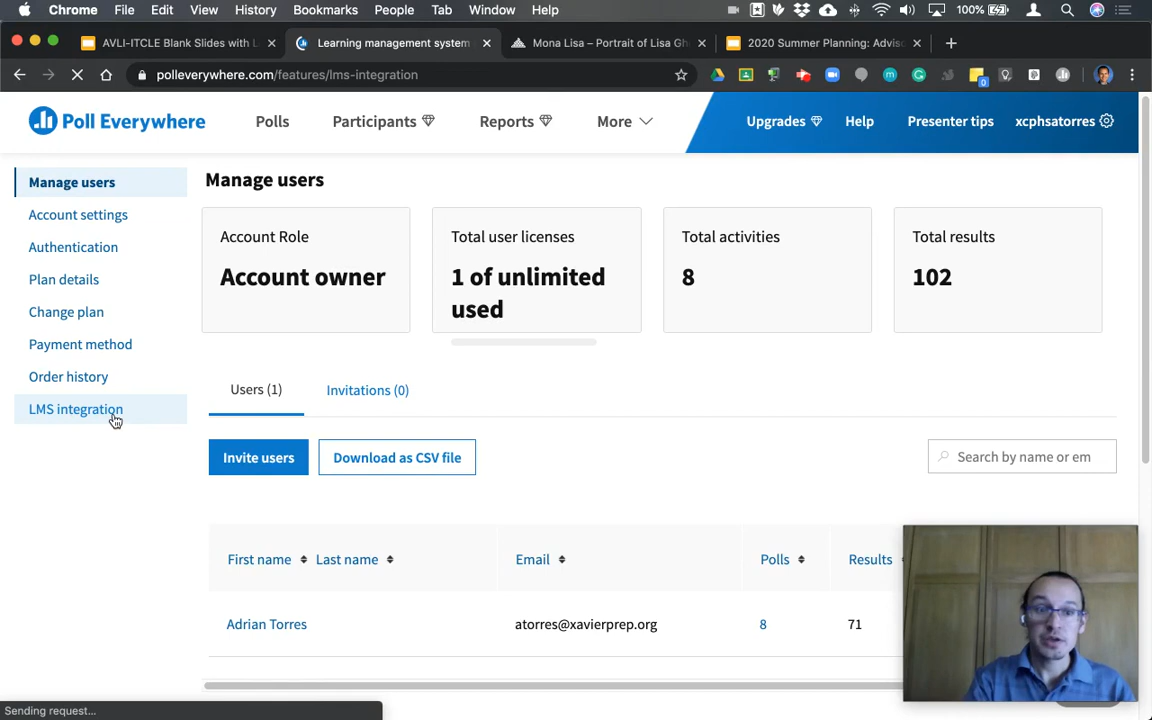 Chrome File Edit View History Bookmarks People Tab Window Help 100%
AVLI-ITCLE Blank Slides with L Learning management system Mona Lisa – Portrait of Lisa Gh 2020 Summer Planning: Adviso
polleverywhere.com/features/lms-integration
Poll Everywhere Polls Participants Reports More Upgrades Help Presenter tips xcphsatorres
Manage users
Account settings
Authentication
Plan details
Change plan
Payment method
Order history
LMS integration
Manage users
Account Role
Account owner
Total user licenses
1 of unlimited
used
Total activities
8
Total results
102
Users (1) Invitations (0)
Invite users Download as CSV file Search by name or em
First name Last name Email Polls Results
Adrian Torres atorres@xavierprep.org 8 71
Sending request...